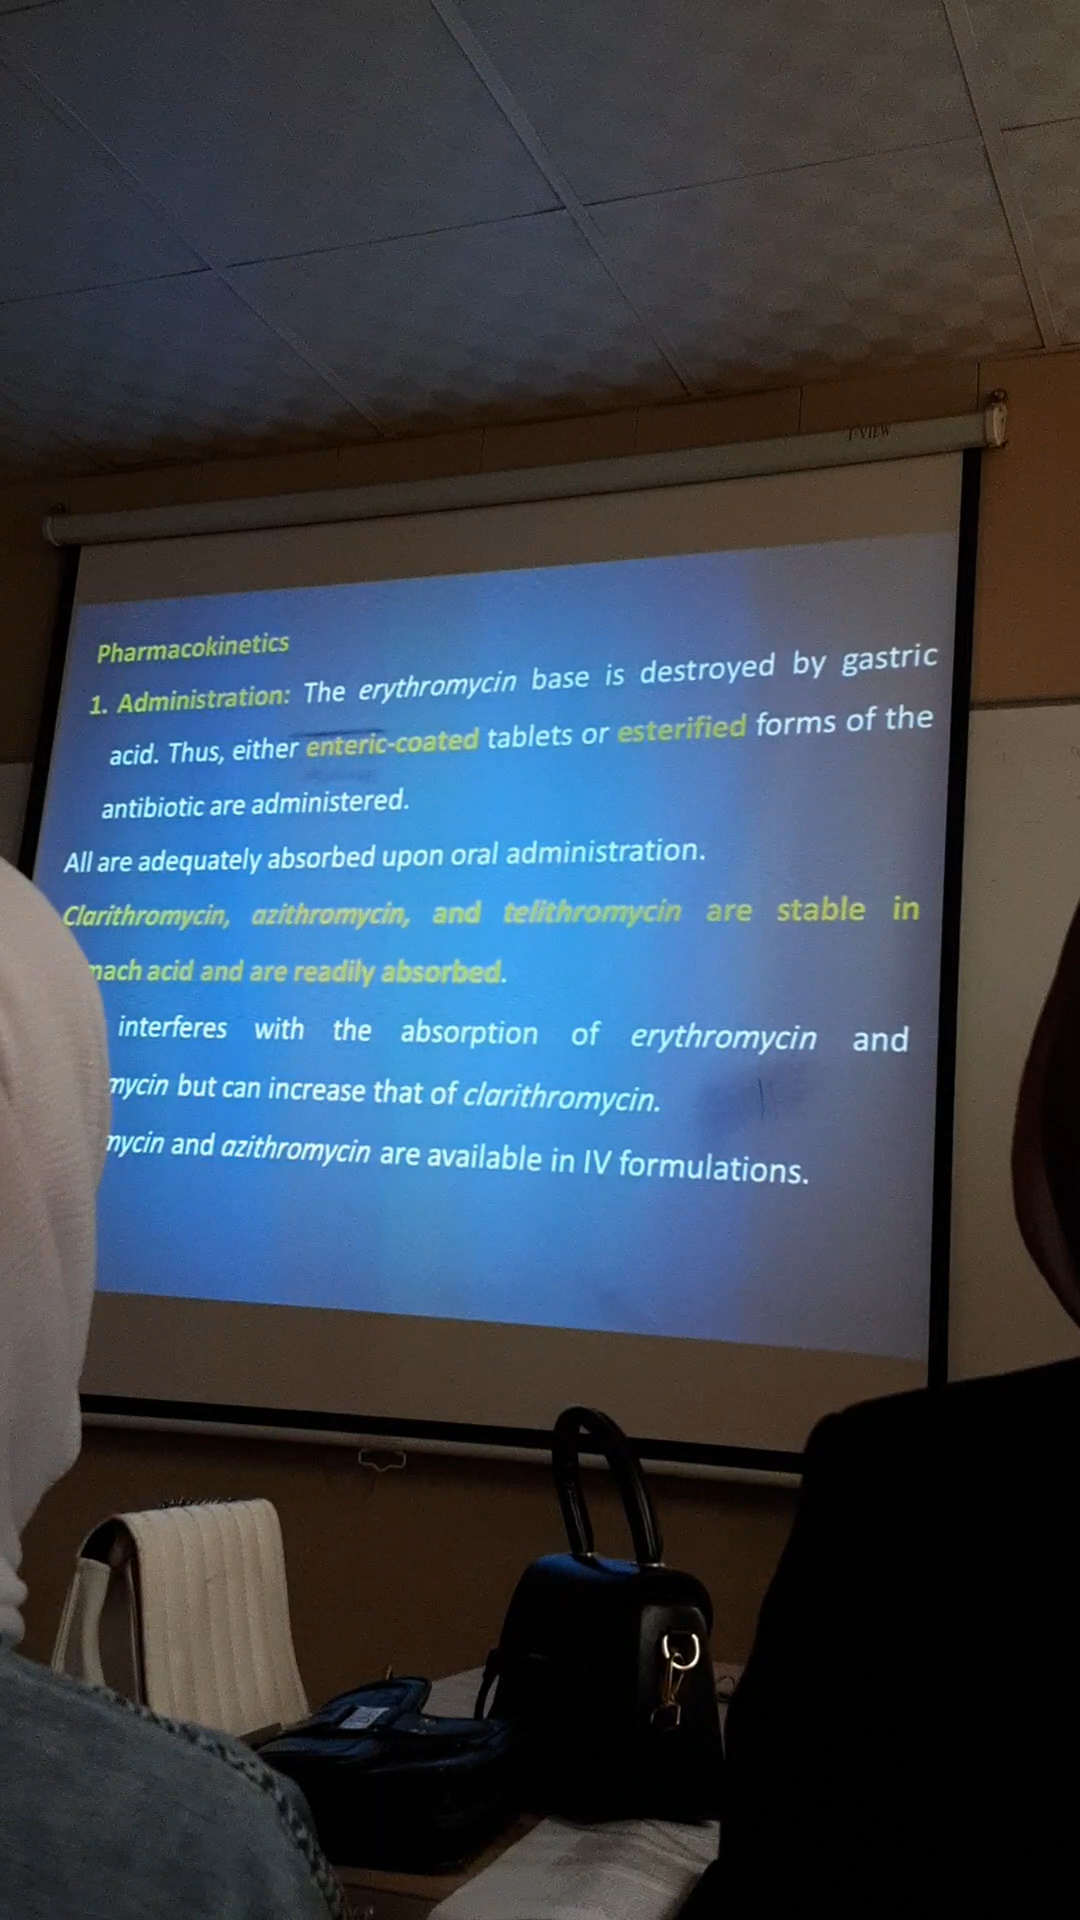 I-VIEW
Pharmacokinetics
1. Administration: The erythromycin base is destroyed by gastric
acid. Thus, either enteric-coated tablets or esterified forms of the
antibiotic are administered.
All are adequately absorbed upon oral administration.
Clarithromycin, azithromycin, and telithromycin are stable in
mach acid and are readily absorbed.
interferes with the absorption of erythromycin and
mycin but can increase that of clarithromycin.
mycin and azithromycin are available in IV formulations.